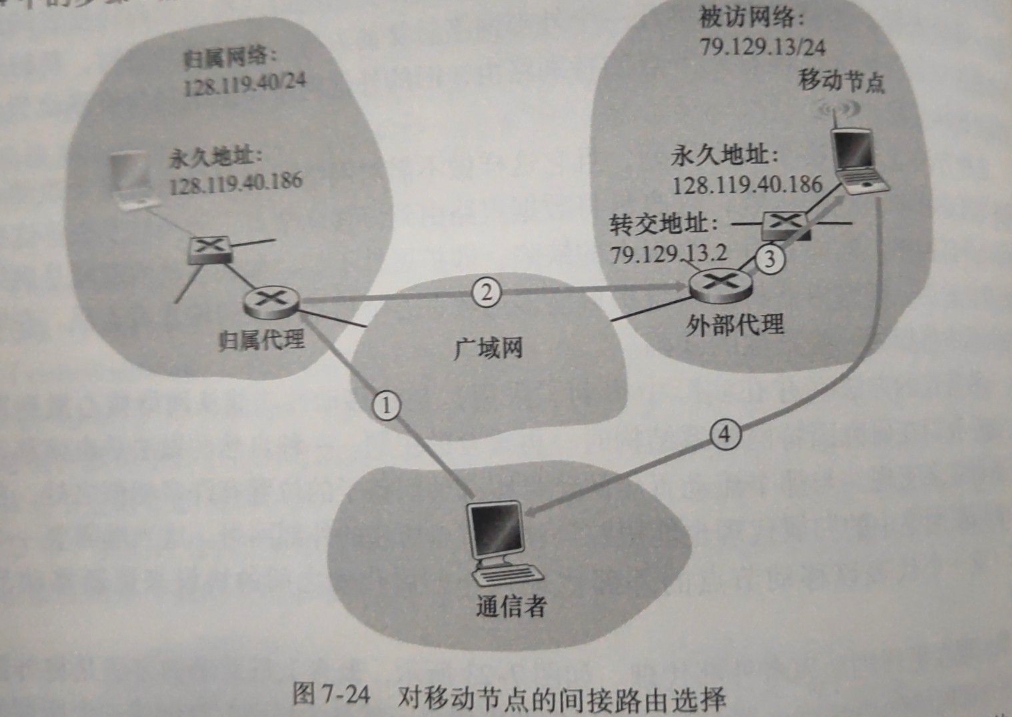 归属网络：
128.119.40/24
永久地址：
128.119.40.186
归属代理
被访网络：
79.129.13/24
移动节点
永久地址：
128.119.40.186
转交地址：
79.129.13.2
外部代理
广域网
①
②
③
④
通信者
图7-24 对移动节点的间接路由选择